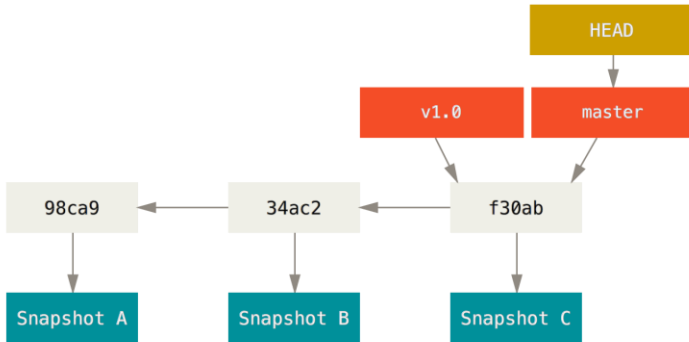 HEAD
v1.0
master
98ca9
34ac2
f30ab
Snapshot A
Snapshot B
Snapshot C